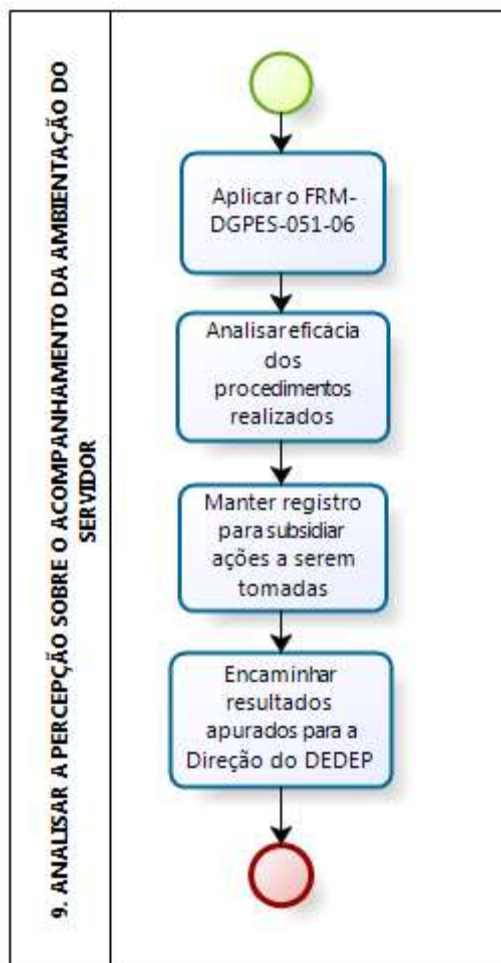 9. ANALISAR A PERCEPÇÃO SOBRE O ACOMPANHAMENTO DA AMBIENTAÇÃO DO
SERVIDOR
Aplicar o FRM-
DGPES-051-06
Analisar eficácia
dos
procedimentos
realizados
Manter registro
para subsidiar
ações a serem
tomadas
Encaminhar
resultados
apurados para a
Direção do DEDEP